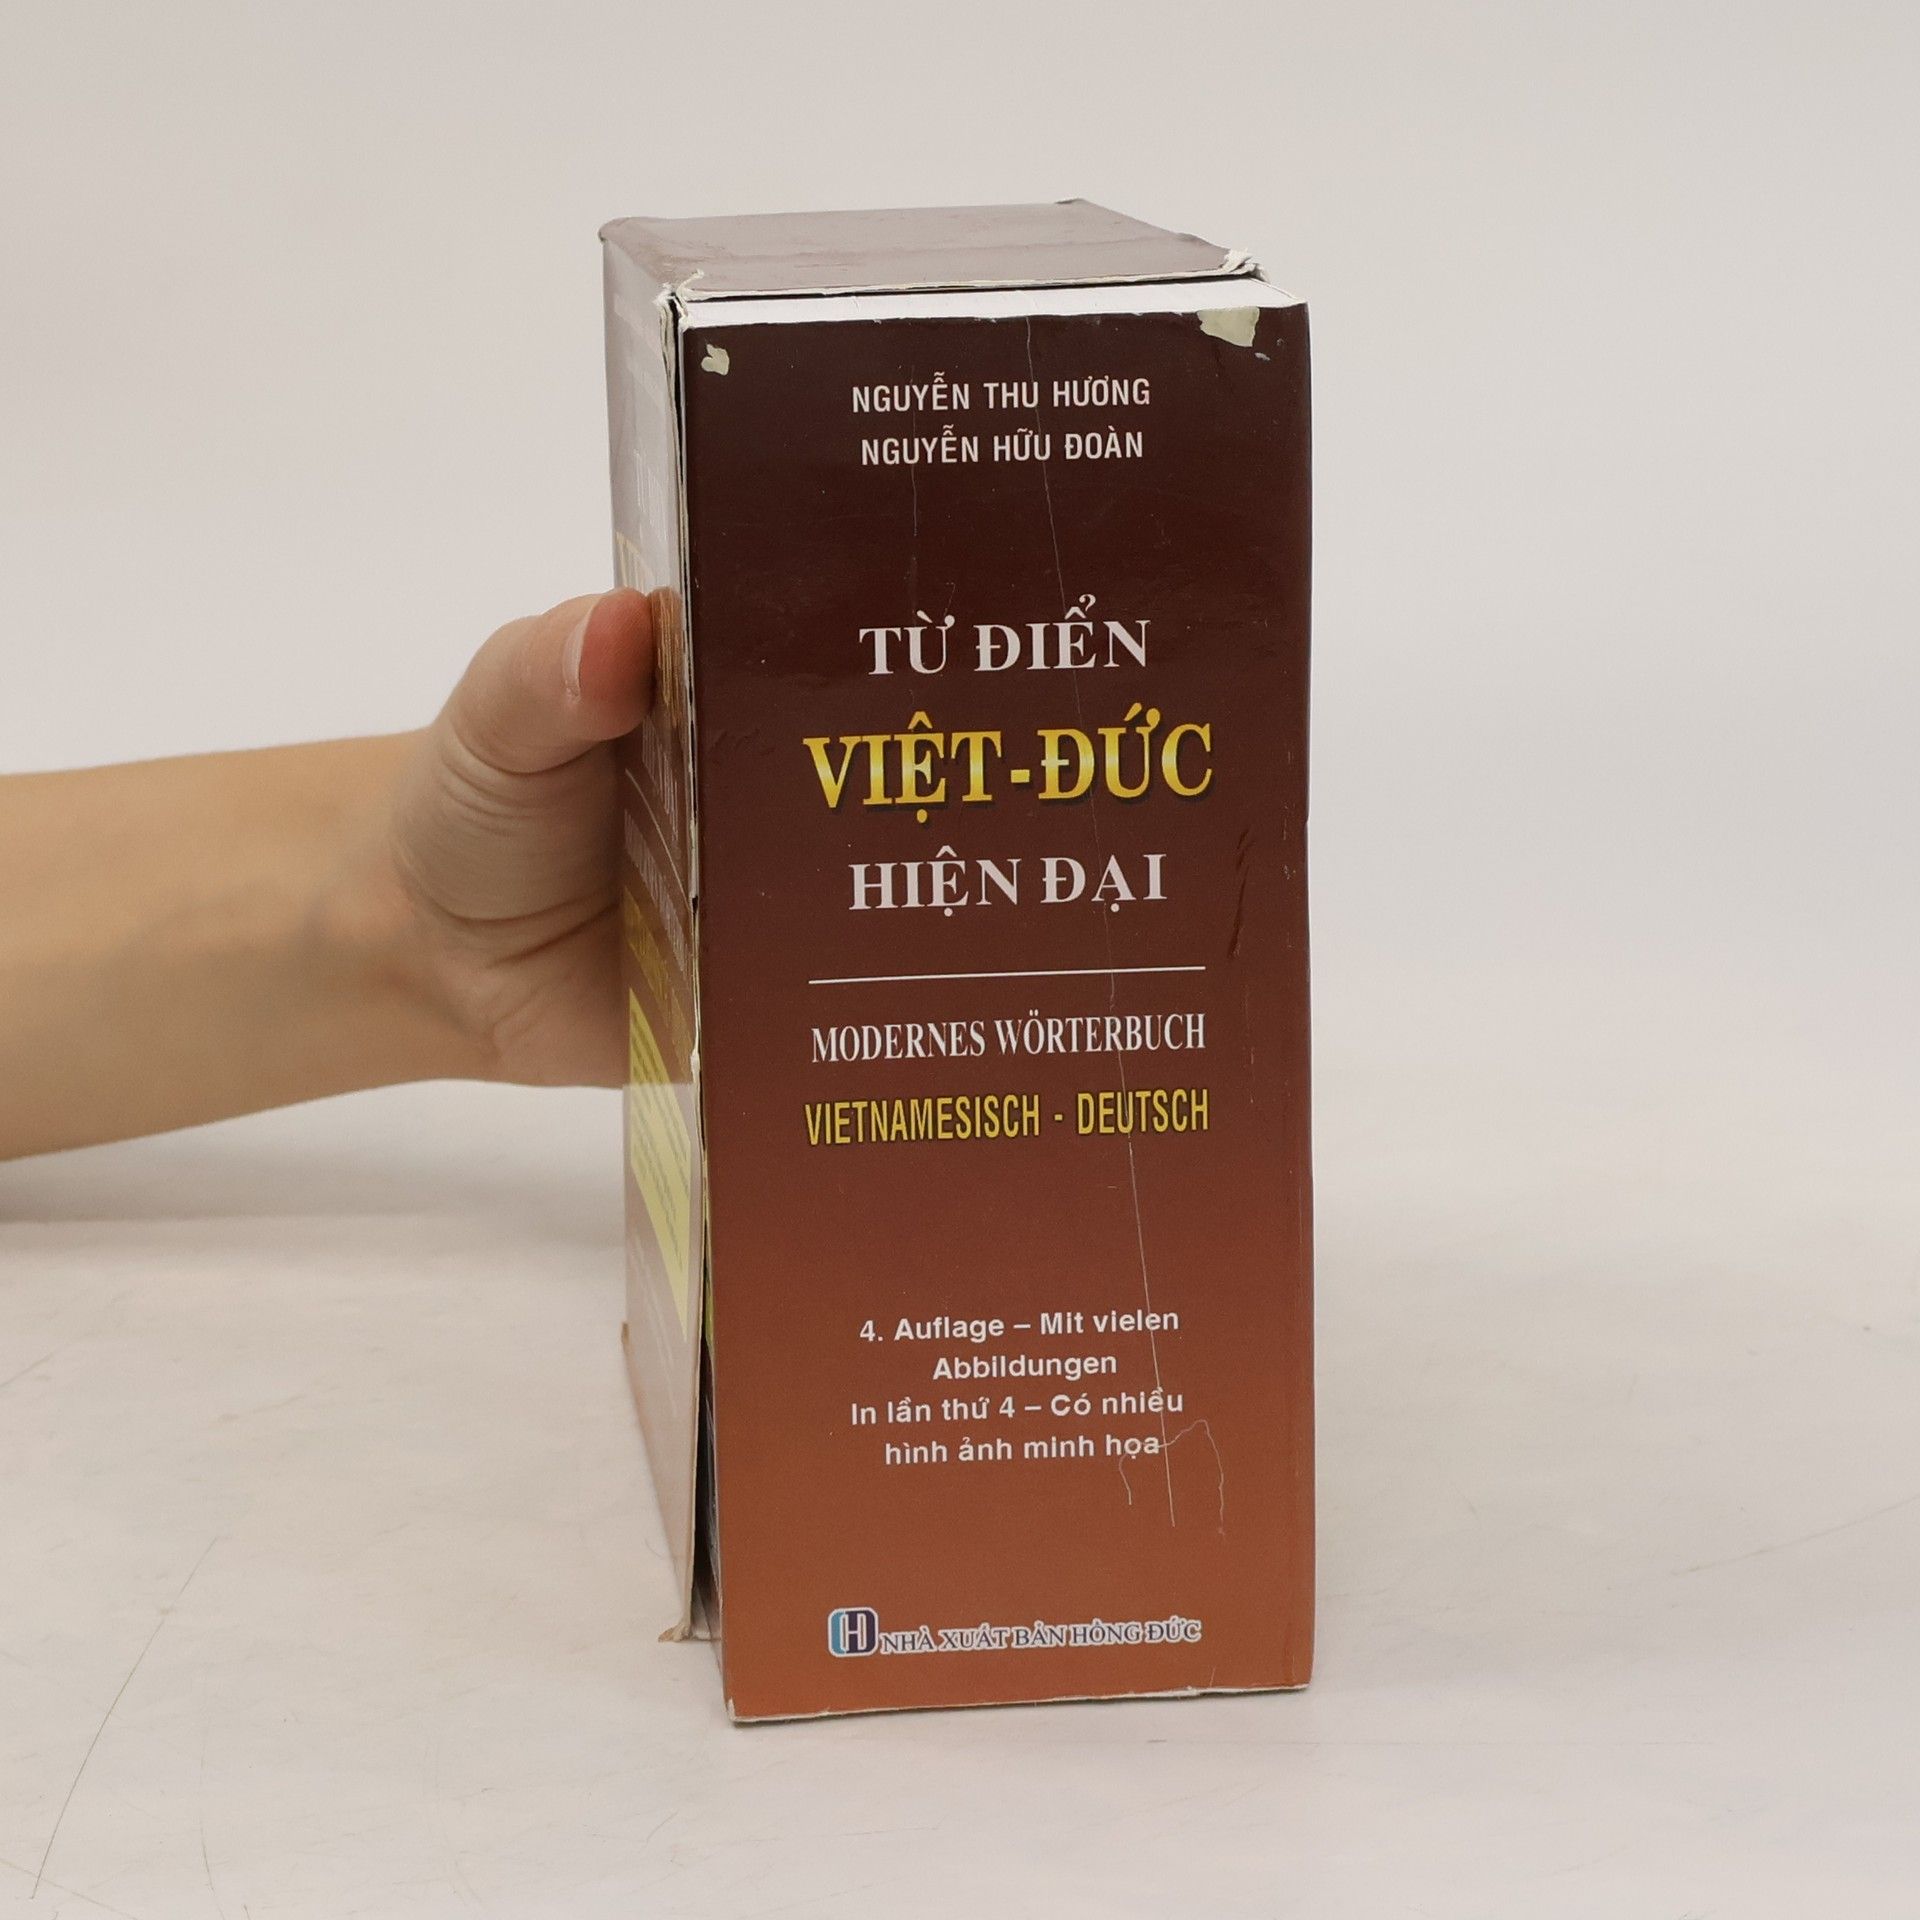 NGUYỄN THU HƯƠNG
NGUYỄN HỮU ĐOÀN
TỪ ĐIỂN
VIỆT-ĐỨC
HIỆN ĐẠI
MODERNES WÖRTERBUCH
VIETNAMESISCH - DEUTSCH
4. Auflage – Mit vielen
Abbildungen
In lần thứ 4 – Có nhiều
hình ảnh minh họa
NHÀ XUẤT BẢN HỒNG ĐỨC